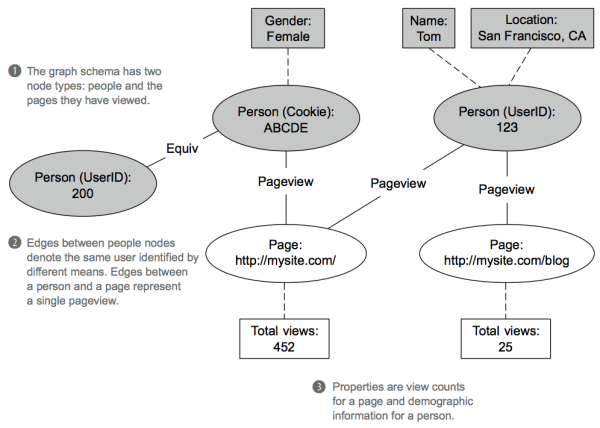 Gender:
Female
Name:
Tom
Location:
San Francisco, CA
1 The graph schema has two
node types: people and the
pages they have viewed.
Person (Cookie):
ABCDE
Person (UserID):
123
Equiv
Person (UserID):
200
Pageview
Pageview
Pageview
2 Edges between people nodes
denote the same user identified by
different means. Edges between
a person and a page represent
a single pageview.
Page:
http://mysite.com/
Page:
http://mysite.com/blog
Total views:
452
Total views:
25
3 Properties are view counts
for a page and demographic
information for a person.